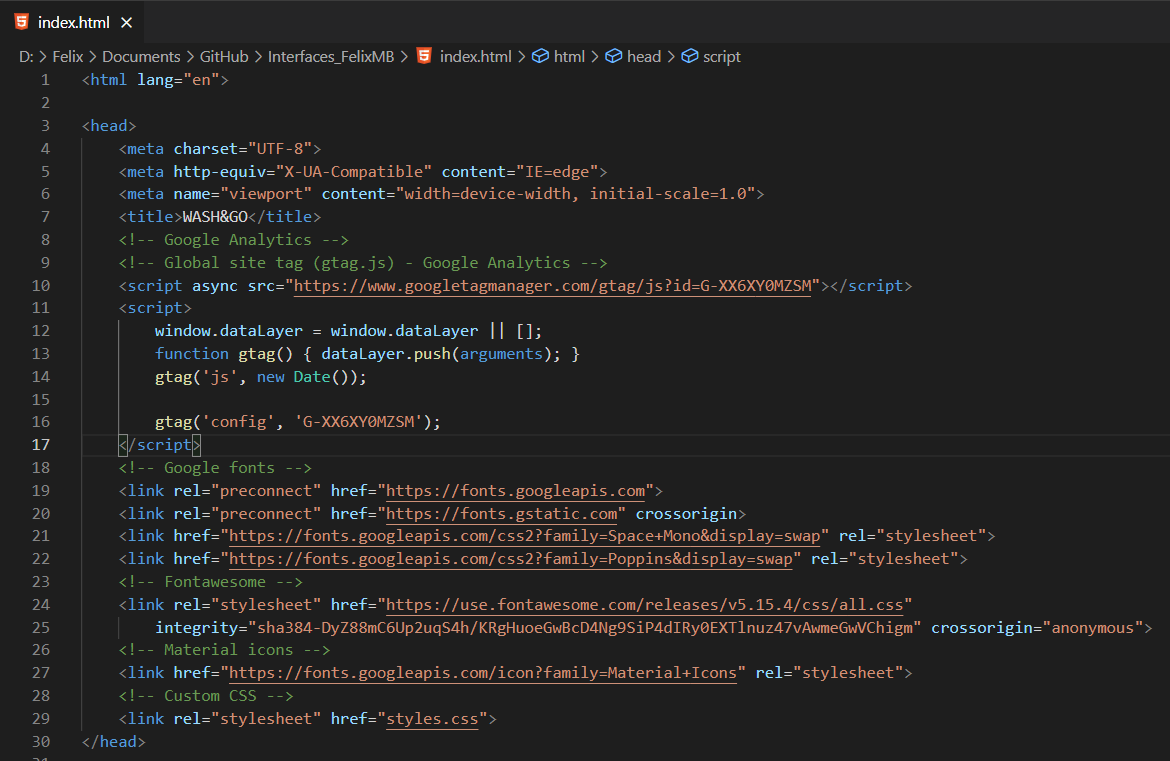 index.html
D: > Felix > Documents > GitHub > Interfaces_FelixMB > index.html > html > head > script
1 <html lang="en">
2
3 <head>
4     <meta charset="UTF-8">
5     <meta http-equiv="X-UA-Compatible" content="IE=edge">
6     <meta name="viewport" content="width=device-width, initial-scale=1.0">
7     <title>WASH&GO</title>
8     <!-- Google Analytics -->
9     <!-- Global site tag (gtag.js) - Google Analytics -->
10     <script async src="https://www.googletagmanager.com/gtag/js?id=G-XX6XY0MZSM"></script>
11     <script>
12         window.dataLayer = window.dataLayer || [];
13         function gtag() { dataLayer.push(arguments); }
14         gtag('js', new Date());
15
16         gtag('config', 'G-XX6XY0MZSM');
17     </script>
18     <!-- Google fonts -->
19     <link rel="preconnect" href="https://fonts.googleapis.com">
20     <link rel="preconnect" href="https://fonts.gstatic.com" crossorigin>
21     <link href="https://fonts.googleapis.com/css2?family=Space+Mono&display=swap" rel="stylesheet">
22     <link href="https://fonts.googleapis.com/css2?family=Poppins&display=swap" rel="stylesheet">
23     <!-- Fontawesome -->
24     <link rel="stylesheet" href="https://use.fontawesome.com/releases/v5.15.4/css/all.css"
25         integrity="sha384-DyZ88mC6Up2uqS4h/KRgHuoeGwBcD4Ng9SiP4dIRy0EXTlnuz47vAwmeGwVChigm" crossorigin="anonymous">
26     <!-- Material icons -->
27     <link href="https://fonts.googleapis.com/icon?family=Material+Icons" rel="stylesheet">
28     <!-- Custom CSS -->
29     <link rel="stylesheet" href="styles.css">
30 </head>
31